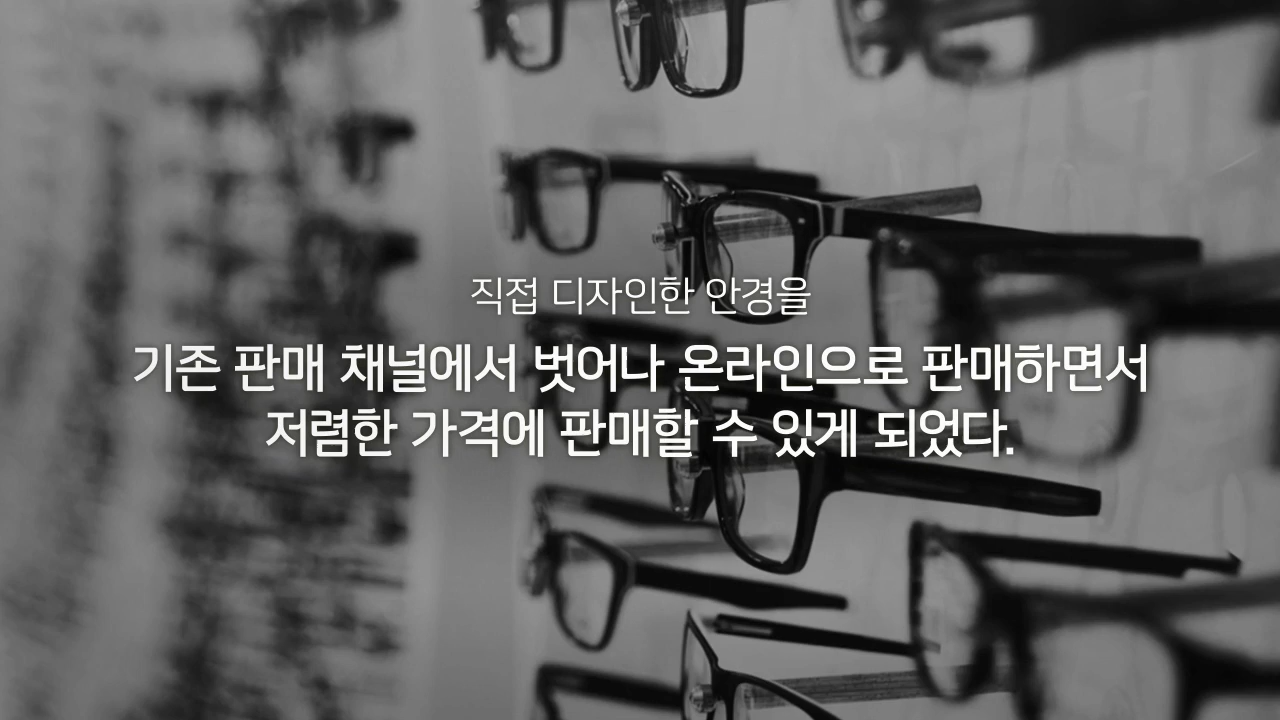 직접 디자인한 안경을
기존 판매 채널에서 벗어나 온라인으로 판매하면서
저렴한 가격에 판매할 수 있게 되었다.